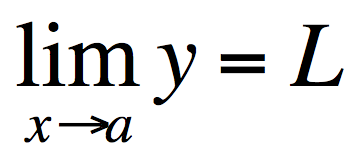 lim y = L
x→a